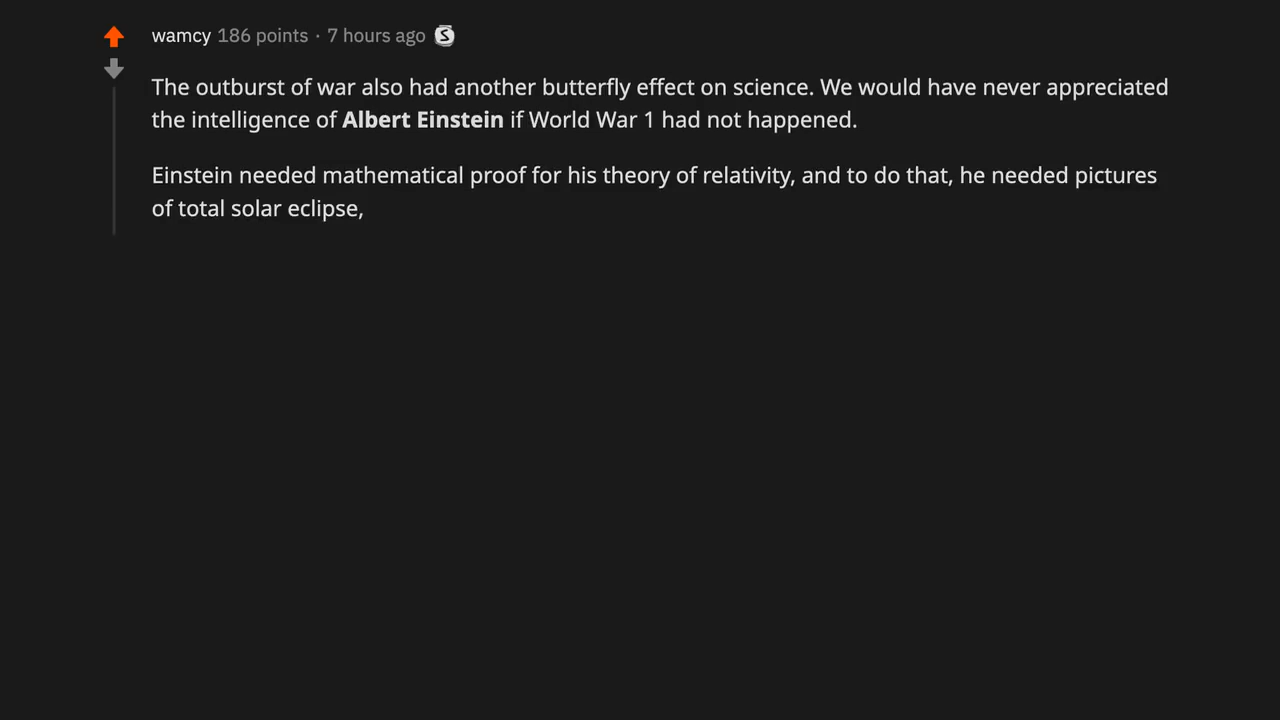 wamcy 186 points · 7 hours ago S
The outburst of war also had another butterfly effect on science. We would have never appreciated
the intelligence of Albert Einstein if World War 1 had not happened.
Einstein needed mathematical proof for his theory of relativity, and to do that, he needed pictures
of total solar eclipse,